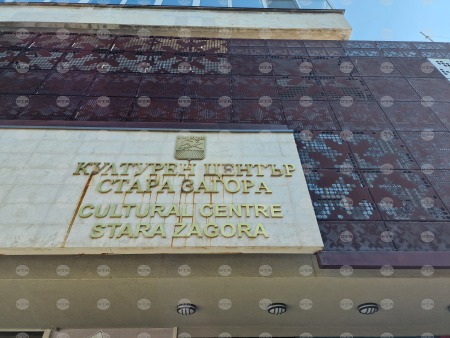 КУЛТУРЕН ЦЕНТЪР
СТАРА ЗАГОРА
CULTURAL CENTRE
STARA ZAGORA